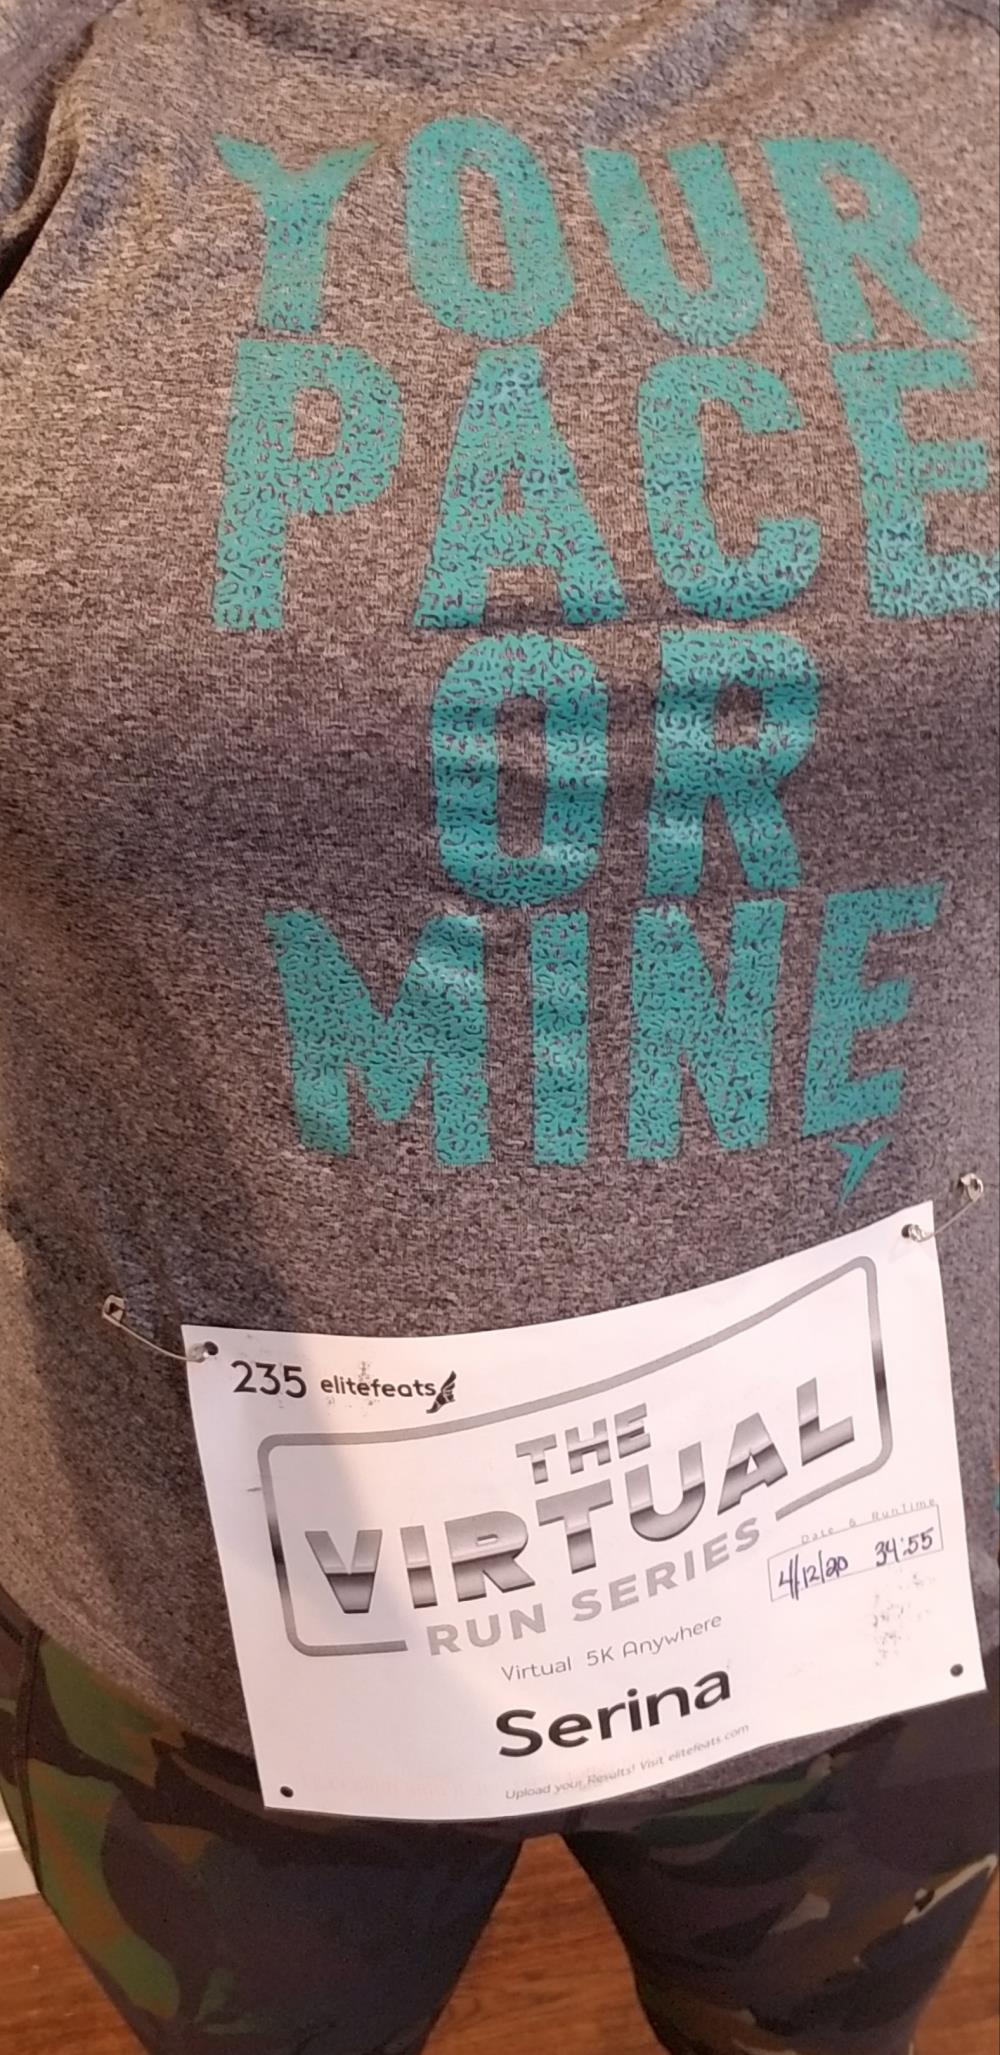 YOUR
PACE
OR
MINE
235 elitefeats
THE
VIRTUAL
RUN SERIES
Date & Runtime
4/12/20 34:55
Virtual 5K Anywhere
Serina
Upload your Results! Visit elitefeats.com